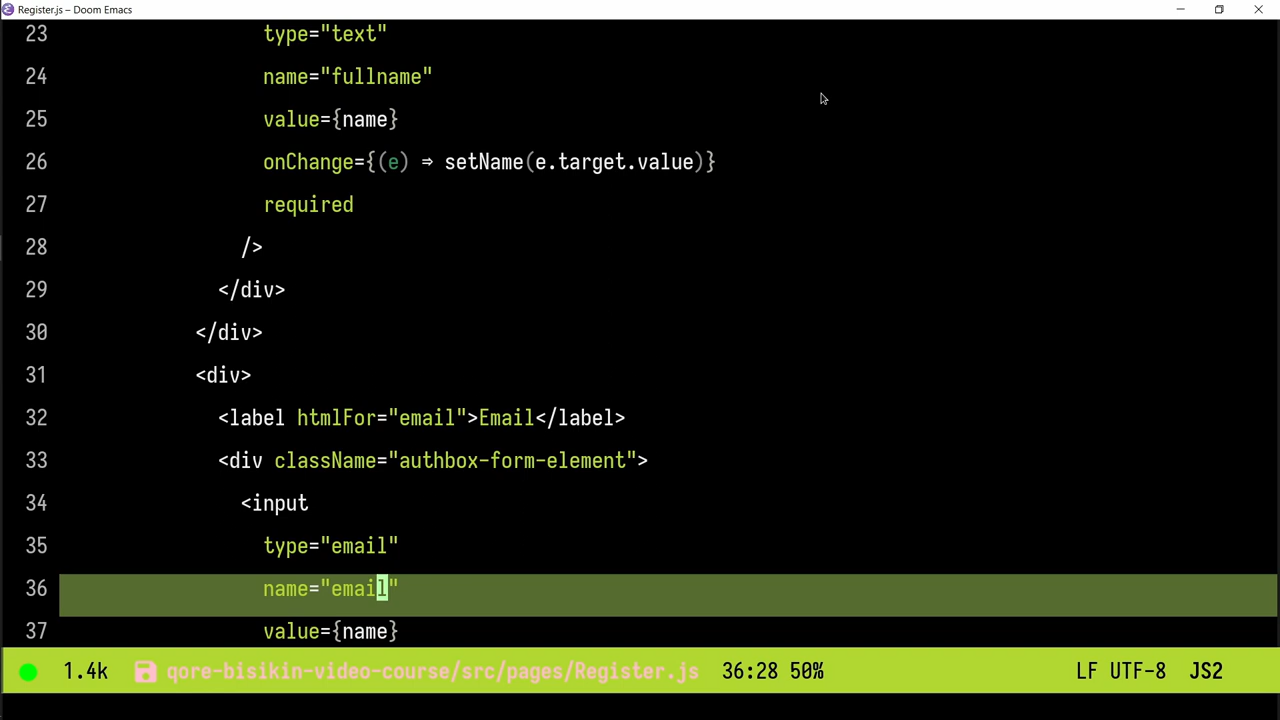 Register.js – Doom Emacs
23 type="text"
24 name="fullname"
25 value={name}
26 onChange={(e) ⇒ setName(e.target.value)}
27 required
28 />
29 </div>
30 </div>
31 <div>
32 <label htmlFor="email">Email</label>
33 <div className="authbox-form-element">
34 <input
35 type="email"
36 name="email"
37 value={name}
1.4k qore-bisikin-video-course/src/pages/Register.js 36:28 50% LF UTF-8 JS2